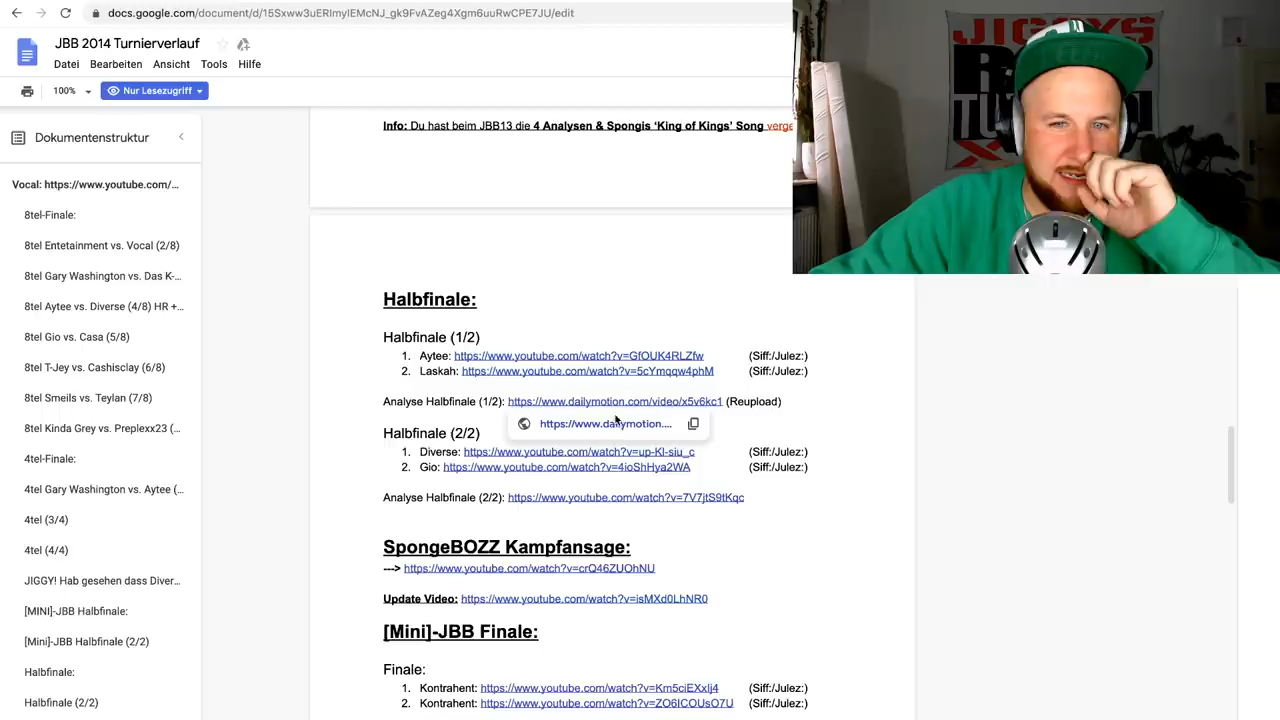 docs.google.com/document/d/15Sxww3uERImyIEMcNJ_gk9FvAZeg4Xgm6uuRwCPE7JU/edit
JBB 2014 Turnierverlauf
Datei Bearbeiten Ansicht Tools Hilfe
100% Nur Lesezugriff
Dokumentenstruktur
Vocal: https://www.youtube.com/...
8tel-Finale:
8tel Entetainment vs. Vocal (2/8)
8tel Gary Washington vs. Das K-...
8tel Aytee vs. Diverse (4/8) HR +...
8tel Gio vs. Casa (5/8)
8tel T-Jey vs. Cashisclay (6/8)
8tel Smeils vs. Teylan (7/8)
8tel Kinda Grey vs. Preplexx23 (...
4tel-Finale:
4tel Gary Washington vs. Aytee (...
4tel (3/4)
4tel (4/4)
JIGGY! Hab gesehen dass Diver...
[MINI]-JBB Halbfinale:
[Mini]-JBB Halbfinale (2/2)
Halbfinale:
Halbfinale (2/2)
Info: Du hast beim JBB13 die 4 Analysen & Spongis ‘King of Kings’ Song verge
Halbfinale:
Halbfinale (1/2)
1. Aytee: https://www.youtube.com/watch?v=GfOUK4RLZfw (Siff:/Julez:)
2. Laskah: https://www.youtube.com/watch?v=5cYmqqw4phM (Siff:/Julez:)
Analyse Halbfinale (1/2): https://www.dailymotion.com/video/x5v6kc1 (Reupload)
https://www.dailymotion....
Halbfinale (2/2)
1. Diverse: https://www.youtube.com/watch?v=up-KI-siu_c (Siff:/Julez:)
2. Gio: https://www.youtube.com/watch?v=4ioShHya2WA (Siff:/Julez:)
Analyse Halbfinale (2/2): https://www.youtube.com/watch?v=7V7jtS9tKqc
SpongeBOZZ Kampfansage:
---> https://www.youtube.com/watch?v=crQ46ZUOhNU
Update Video: https://www.youtube.com/watch?v=isMXd0LhNR0
[Mini]-JBB Finale:
Finale:
1. Kontrahent: https://www.youtube.com/watch?v=Km5ciEXxIj4 (Siff:/Julez:)
2. Kontrahent: https://www.youtube.com/watch?v=ZO6ICOUsO7U (Siff:/Julez:)